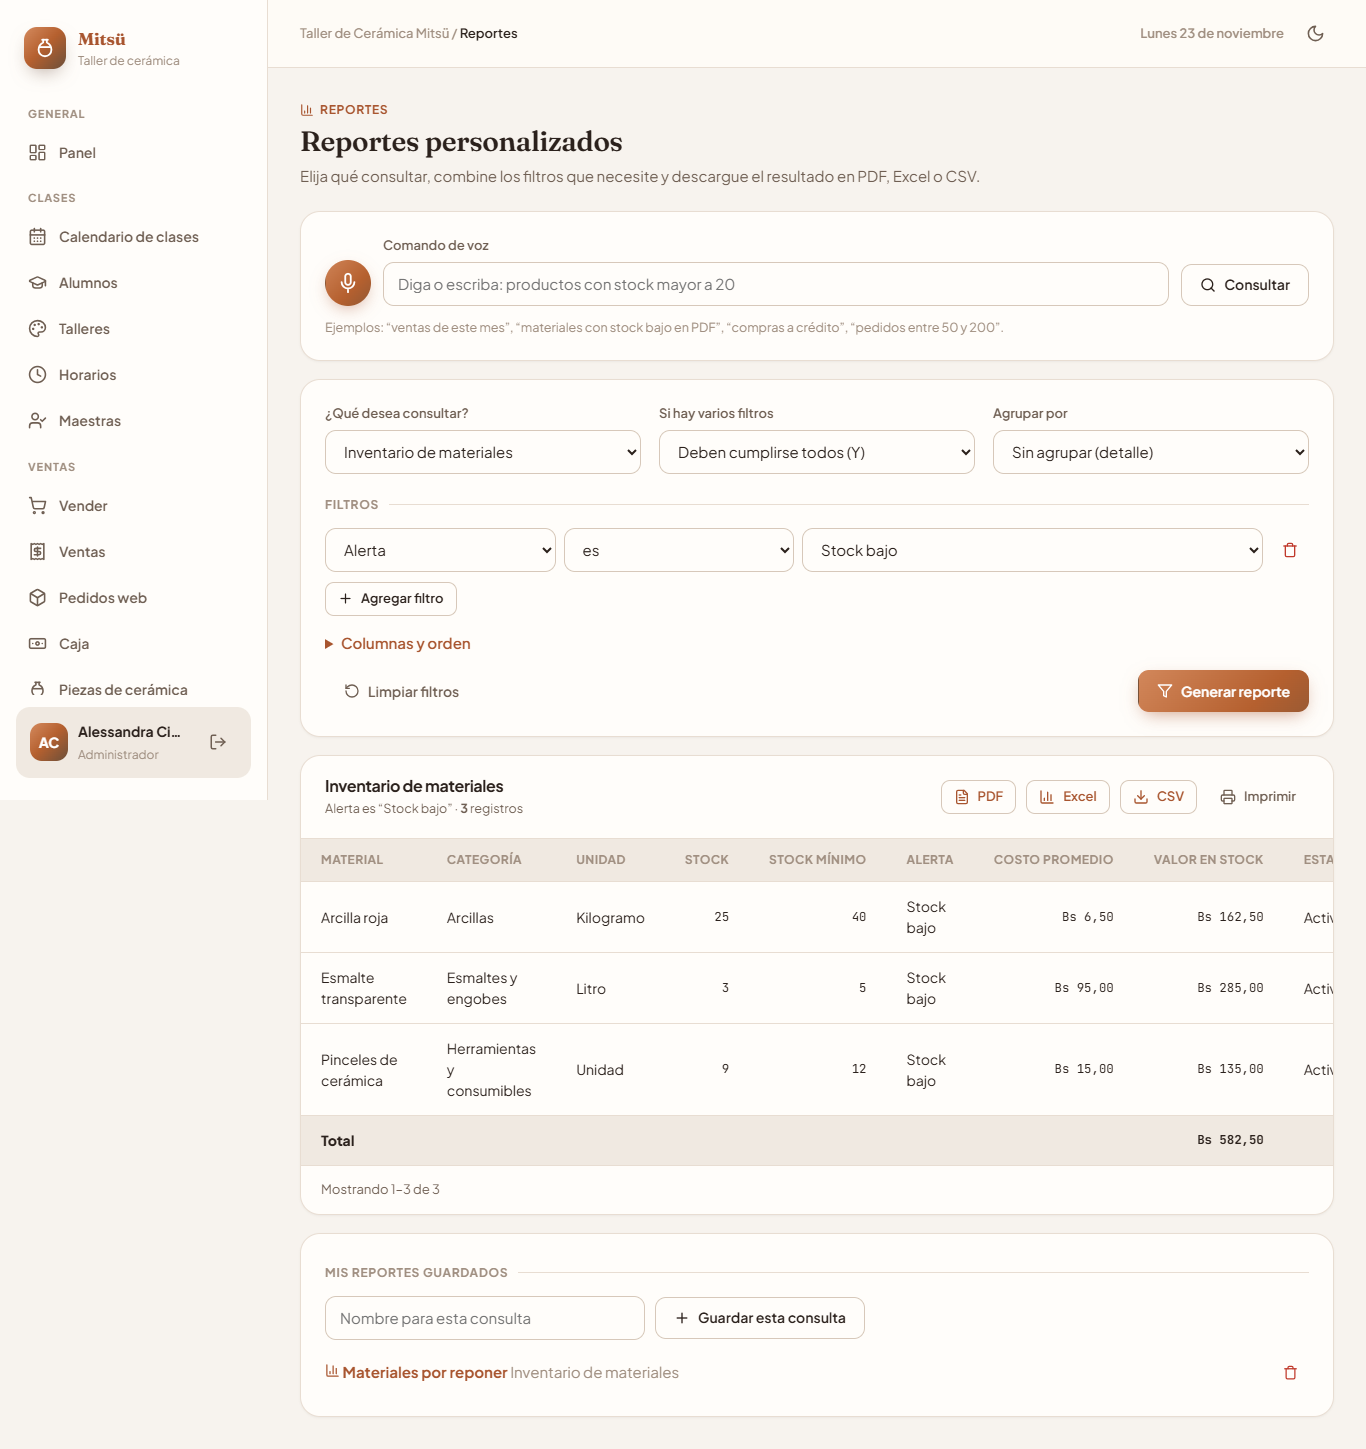 Mitsü
Taller de cerámica
GENERAL
Panel
CLASES
Calendario de clases
Alumnos
Talleres
Horarios
Maestras
VENTAS
Vender
Ventas
Pedidos web
Caja
Piezas de cerámica
AC
Alessandra Ci...
Administrador
Taller de Cerámica Mitsü / Reportes
Lunes 23 de noviembre
REPORTES
Reportes personalizados
Elija qué consultar, combine los filtros que necesite y descargue el resultado en PDF, Excel o CSV.
Comando de voz
Diga o escriba: productos con stock mayor a 20
Consultar
Ejemplos: “ventas de este mes”, “materiales con stock bajo en PDF”, “compras a crédito”, “pedidos entre 50 y 200”.
¿Qué desea consultar? Si hay varios filtros Agrupar por
Inventario de materiales Deben cumplirse todos (Y) Sin agrupar (detalle)
FILTROS
Alerta es Stock bajo
Agregar filtro
Columnas y orden
Limpiar filtros
Generar reporte
Inventario de materiales
Alerta es “Stock bajo” · 3 registros
PDF Excel CSV Imprimir
MATERIAL CATEGORÍA UNIDAD STOCK STOCK MÍNIMO ALERTA COSTO PROMEDIO VALOR EN STOCK ESTA
Arcilla roja Arcillas Kilogramo 25 40 Stock bajo Bs 6,50 Bs 162,50 Activ
Esmalte transparente Esmaltes y engobes Litro 3 5 Stock bajo Bs 95,00 Bs 285,00 Activ
Pinceles de cerámica Herramientas y consumibles Unidad 9 12 Stock bajo Bs 15,00 Bs 135,00 Activ
Total Bs 582,50
Mostrando 1–3 de 3
MIS REPORTES GUARDADOS
Nombre para esta consulta
Guardar esta consulta
Materiales por reponer Inventario de materiales